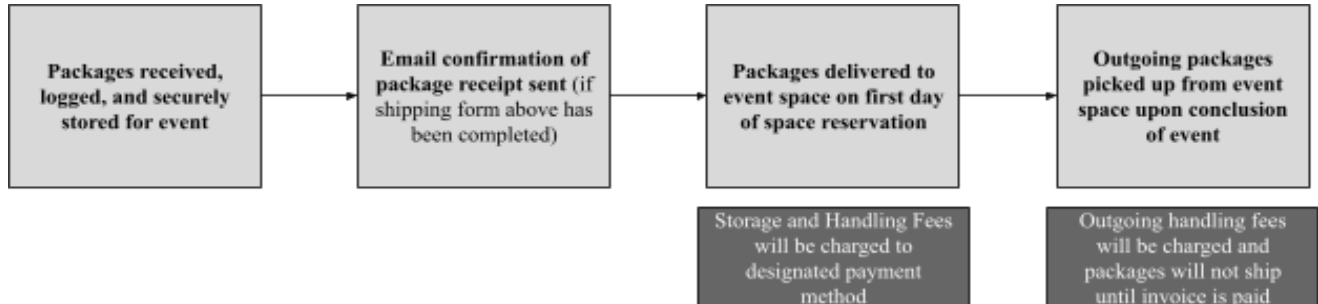 Packages received,
logged, and securely
stored for event
Email confirmation of
package receipt sent (if
shipping form above has
been completed)
Packages delivered to
event space on first day
of space reservation
Outgoing packages
picked up from event
space upon conclusion
of event
Storage and Handling Fees
will be charged to
designated payment
method
Outgoing handling fees
will be charged and
packages will not ship
until invoice is paid